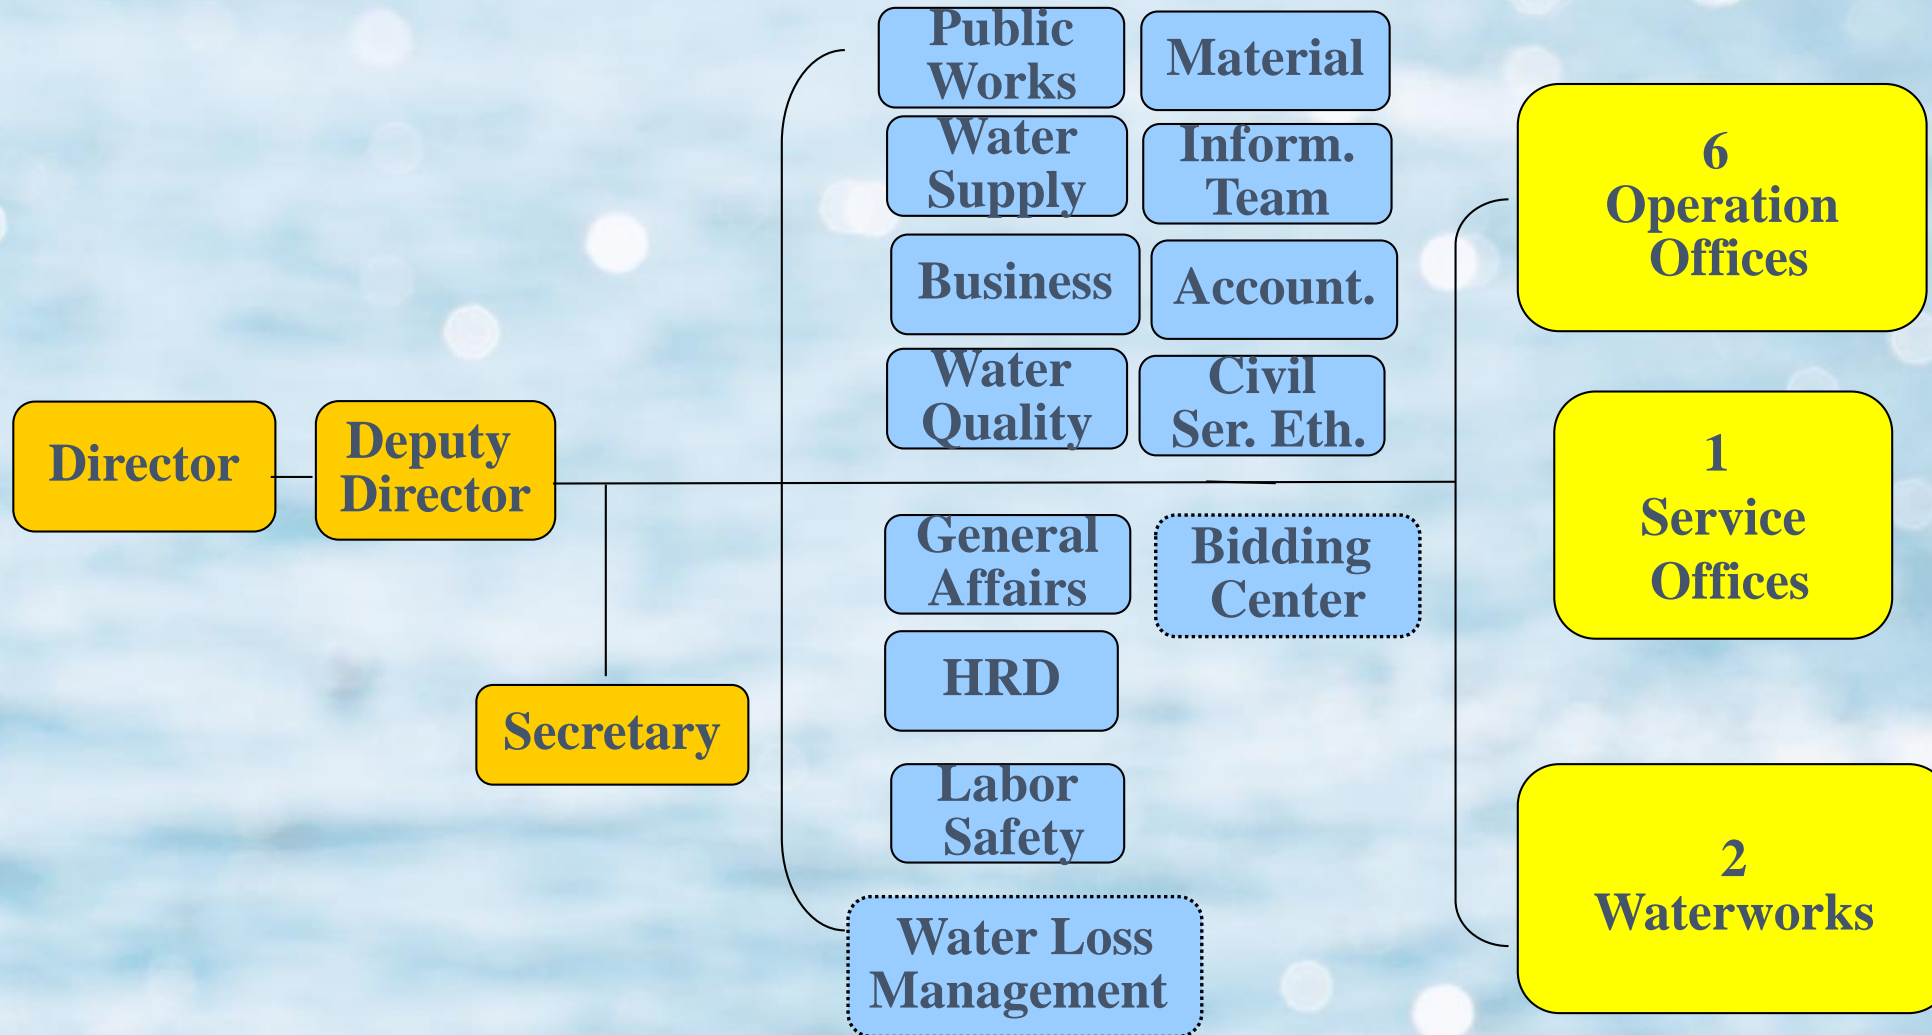 Director
Deputy
Director
Secretary
Public
Works
Material
Water
Supply
Inform.
Team
Business
Account.
Water
Quality
Civil
Ser. Eth.
General
Affairs
Bidding
Center
HRD
Labor
Safety
Water Loss
Management
6
Operation
Offices
1
Service
Offices
2
Waterworks